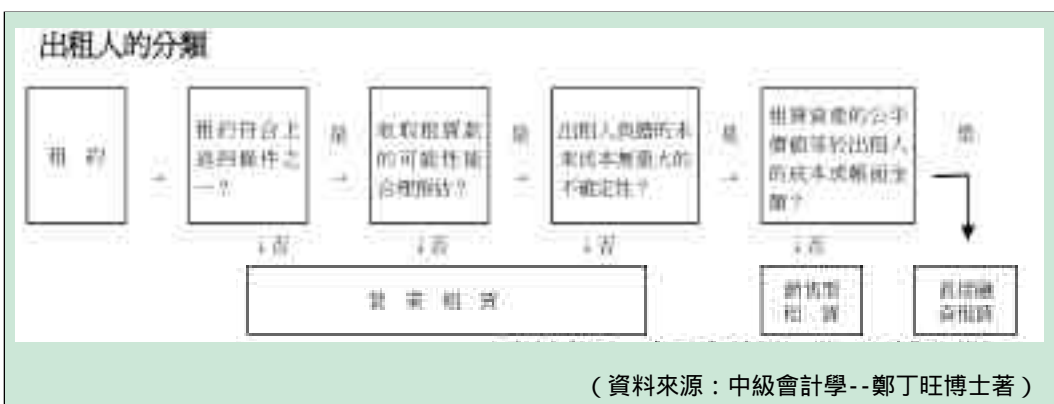 出租人的分類
租約
→
租約符合上
述四條件之
一?
是
→
收取租賃款
的可能性能
合理預估?
是
→
出租人負擔的未
來成本無重大的
不確定性?
是
→
租賃資產的公平
價值等於出租人
的成本或帳面金
額?
是
↓否
↓否
↓否
↓否
營業租賃
銷售型
租賃
直接融
資租賃
(資料來源:中級會計學--鄭丁旺博士著)